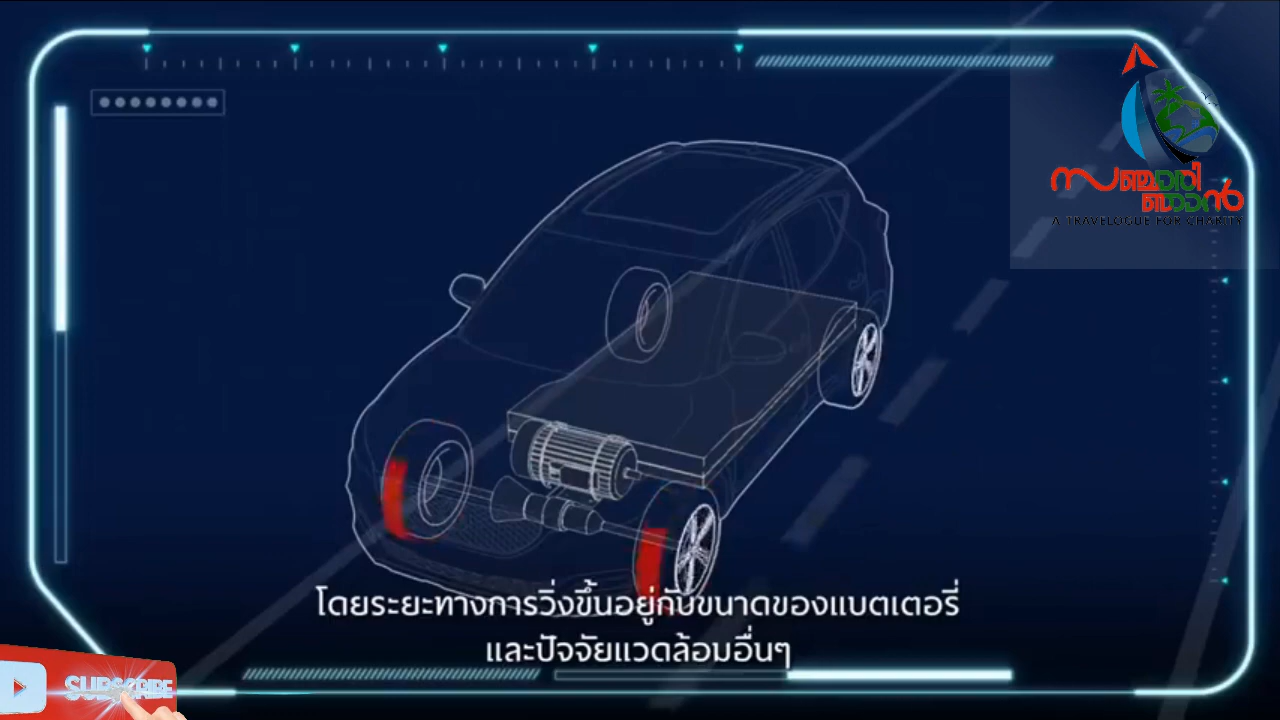 സഞ്ചാരി
ഞാൻ
A TRAVELOGUE FOR CHARITY
โดยระยะทางการวิ่งขึ้นอยู่กับขนาดของแบตเตอรี่
และปัจจัยแวดล้อมอื่นๆ
SUBSCRIBE